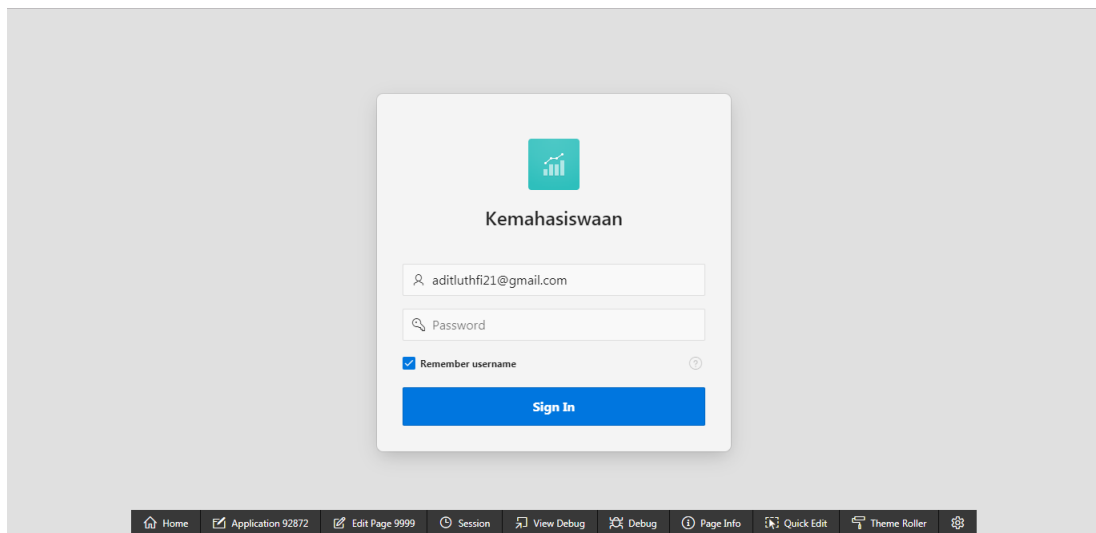 Kemahasiswaan
aditluthfi21@gmail.com
Password
Remember username
Sign In
Home Application 92872 Edit Page 9999 Session View Debug Debug Page Info Quick Edit Theme Roller